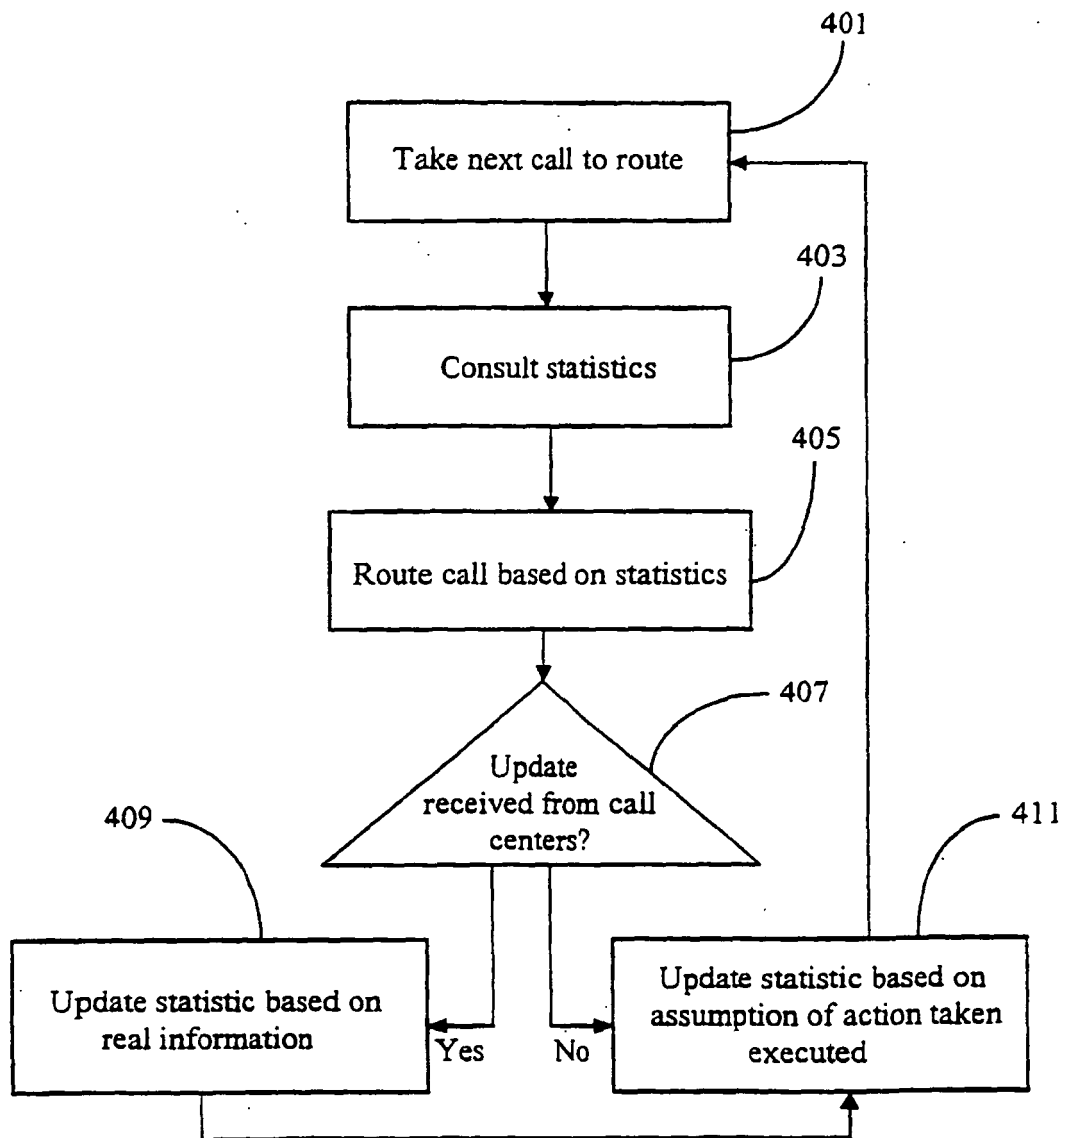 401
Take next call to route
403
Consult statistics
405
Route call based on statistics
407
Update
received from call
centers?
409
411
Update statistic based on
real information
Yes
No
Update statistic based on
assumption of action taken
executed